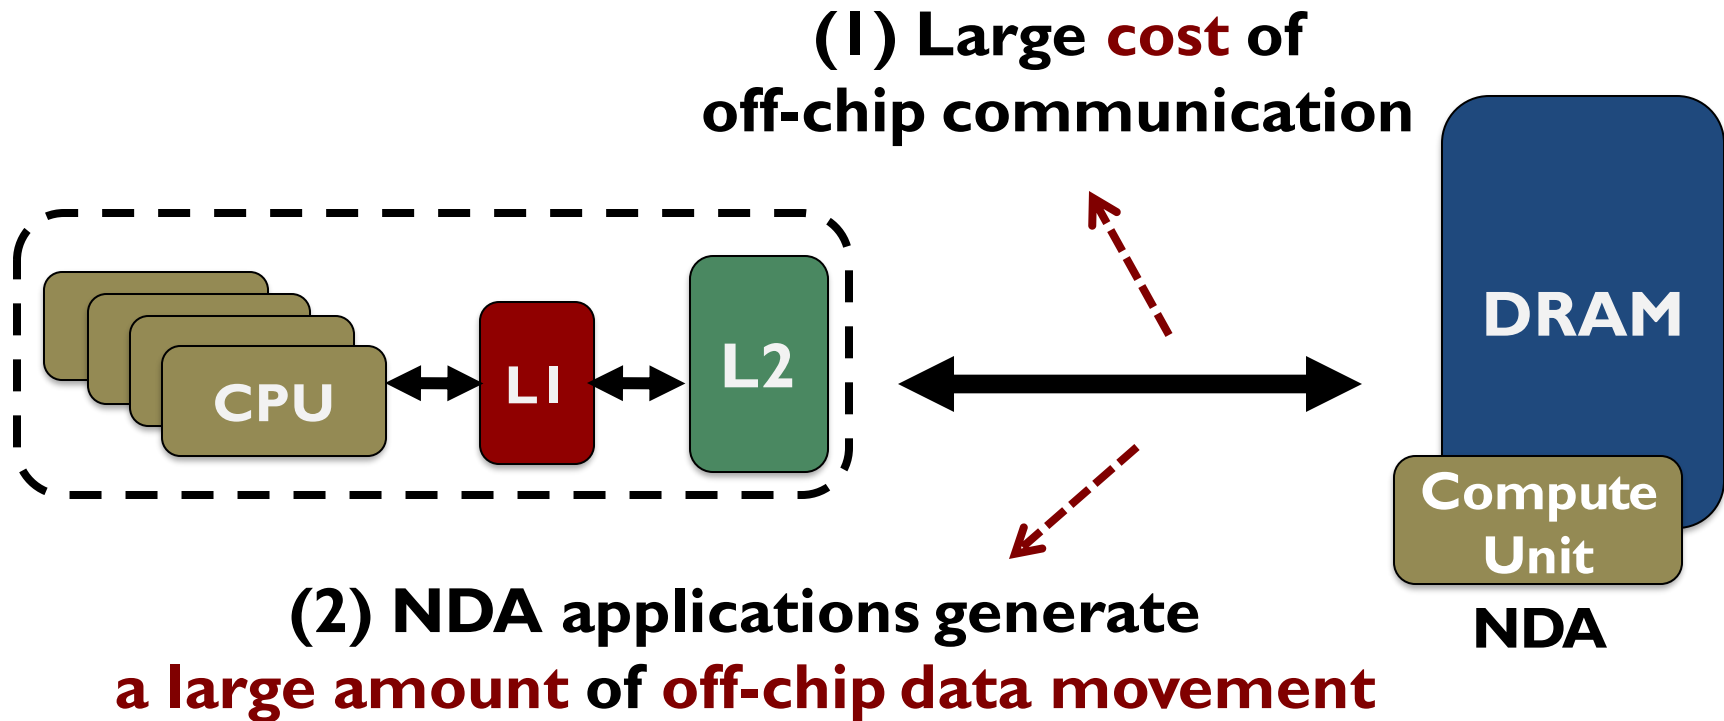 (1) Large cost of
off-chip communication
CPU
L1
L2
DRAM
Compute
Unit
NDA
(2) NDA applications generate
a large amount of off-chip data movement